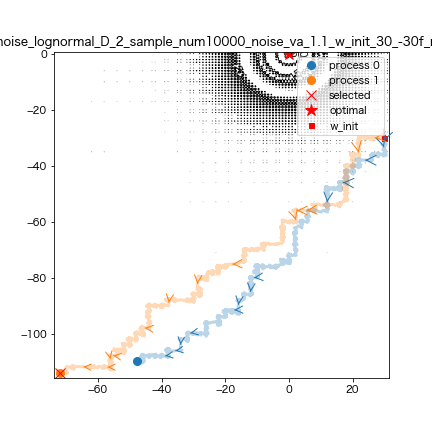 noise_lognormal_D_2_sample_num10000_noise_va_1.1_w_init_30_-30f_r
process 0
process 1
selected
optimal
w_init
0
−20
−40
−60
−80
−100
−60
−40
−20
0
20